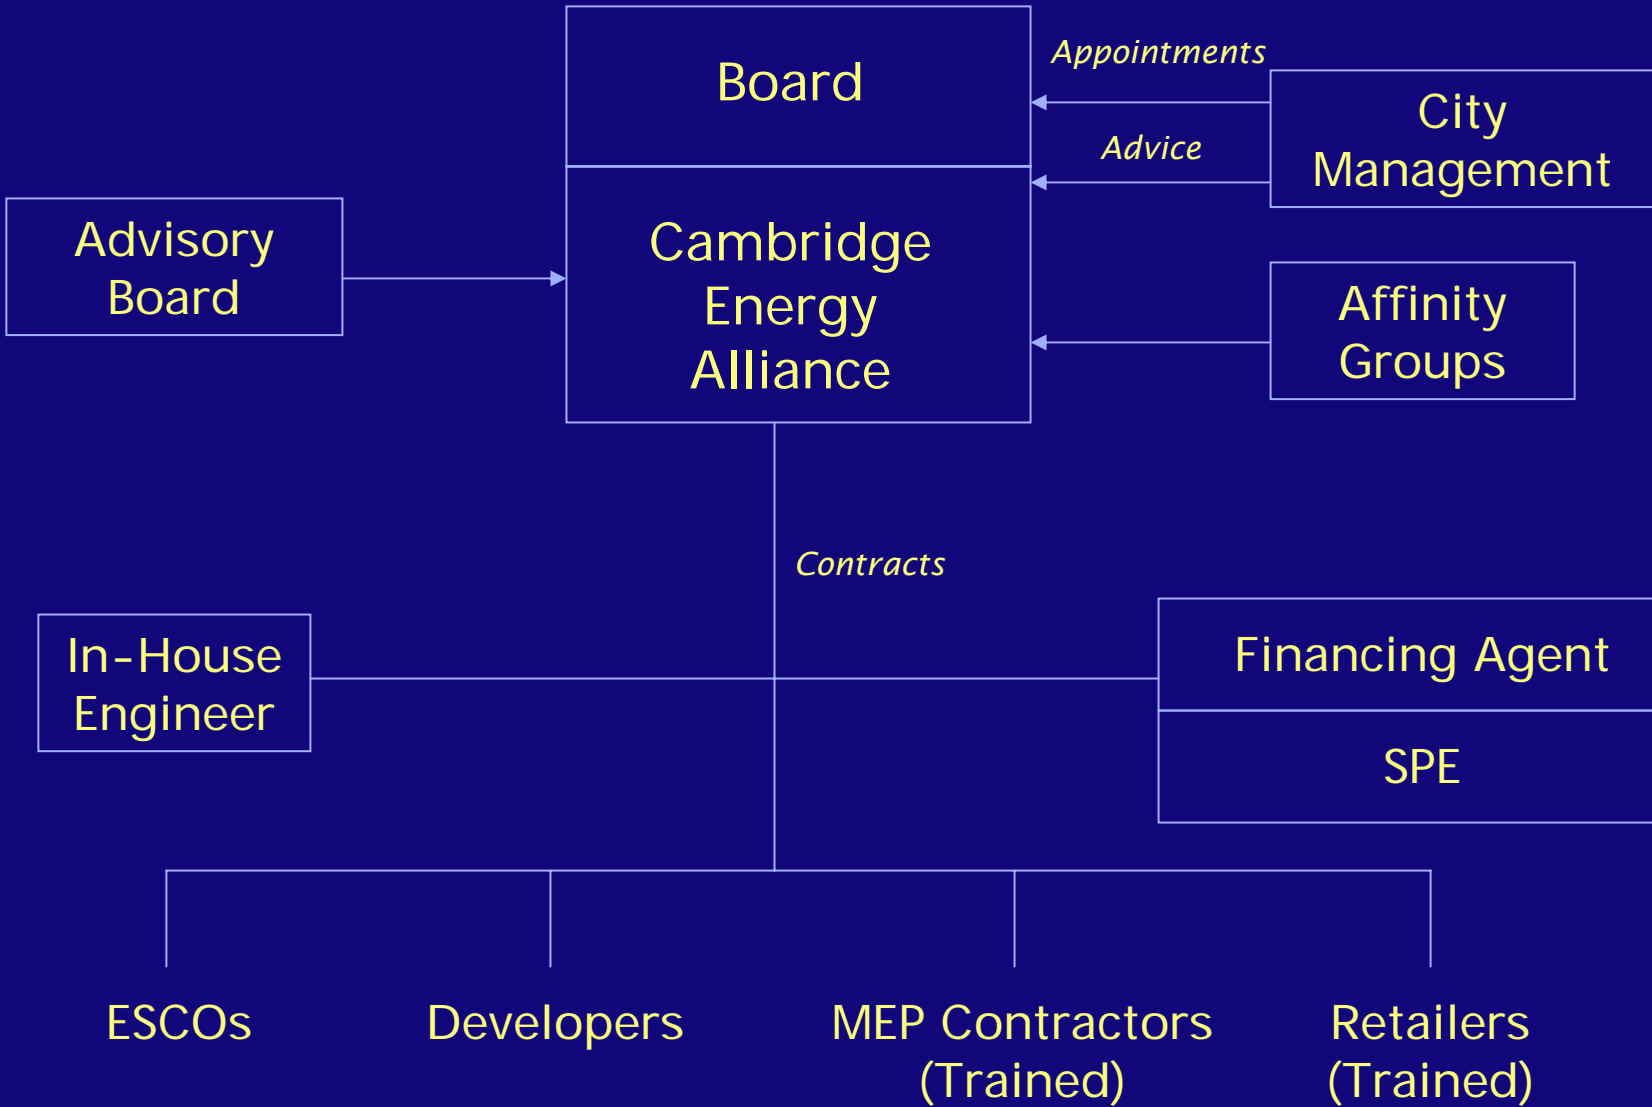 Board
Appointments
City
Management
Advice
Advisory
Board
Cambridge
Energy
Alliance
Affinity
Groups
Contracts
In-House
Engineer
Financing Agent
SPE
ESCOs
Developers
MEP Contractors
(Trained)
Retailers
(Trained)